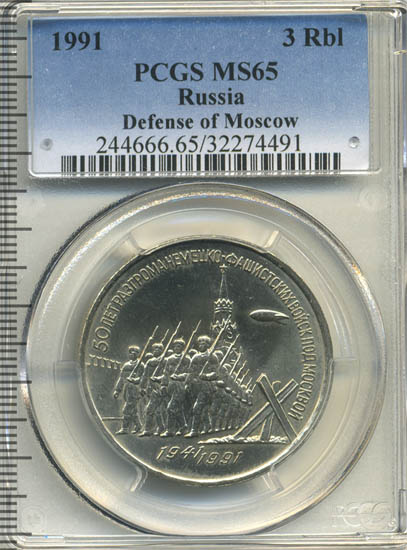 1991 3 Rbl
PCGS MS65
Russia
Defense of Moscow
244666.65/32274491
50 ЛЕТ РАЗГРОМА НЕМЕЦКО-ФАШИСТСКИХ ВОЙСК ПОД МОСКВОЙ
1941/1991
PCGS